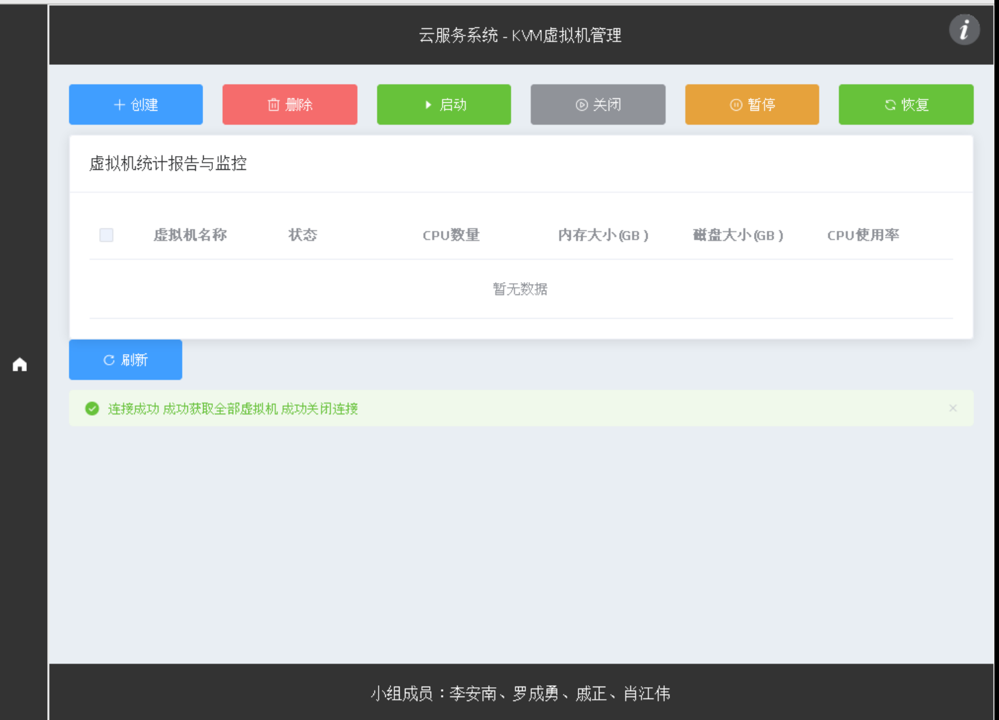 云服务系统 - KVM虚拟机管理
创建 删除 启动 关闭 暂停 恢复
虚拟机统计报告与监控
虚拟机名称 状态 CPU数量 内存大小(GB) 磁盘大小(GB) CPU使用率
暂无数据
刷新
连接成功 成功获取全部虚拟机 成功关闭连接
小组成员：李安南、罗成勇、戚正、肖江伟